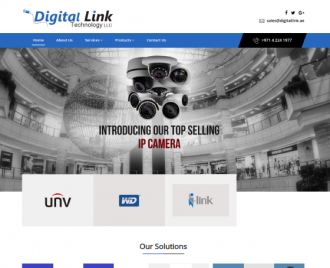 Digital Link
Technology LLC
sales@digitallink.ae
Home
About Us
Services
Products
Contact Us
+971 4 224 1977
INTRODUCING OUR TOP SELLING
IP CAMERA
unv
WD
i-link
Our Solutions